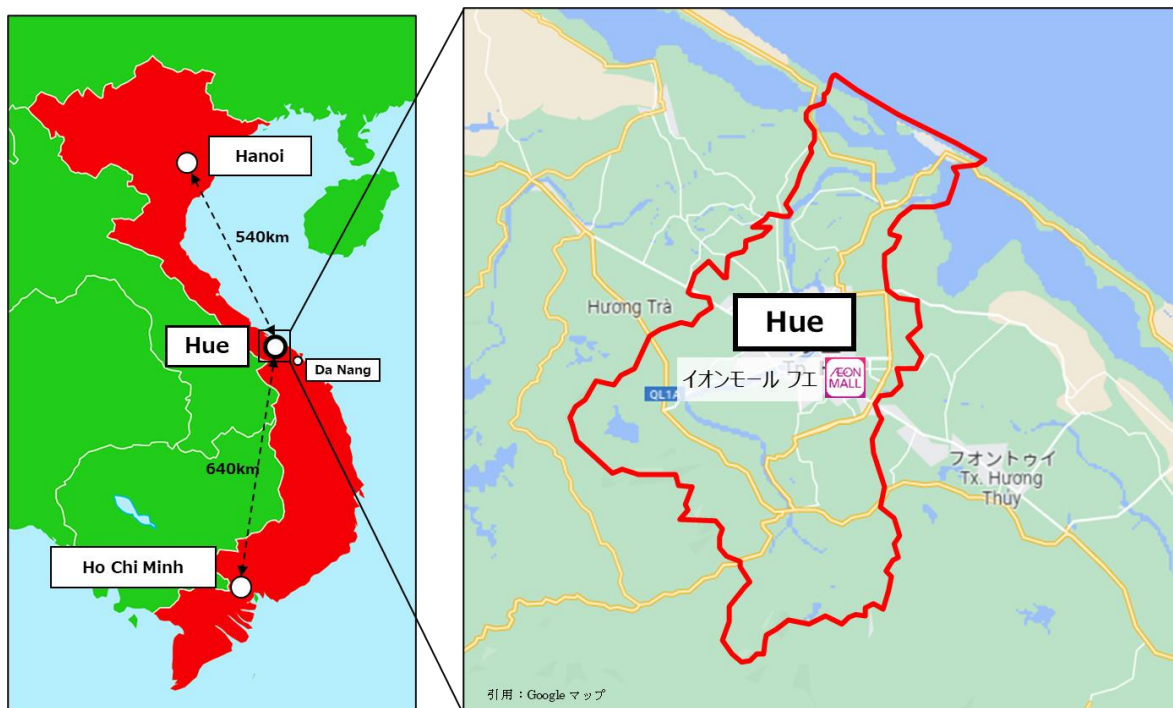 Hanoi
540km
Hue
Da Nang
640km
Ho Chi Minh
Hương Trà
Hue
イオンモール フエ
ÆON
MALL
QL1A
フオントゥイ
Tx. Hương
Thủy
引用：Google マップ